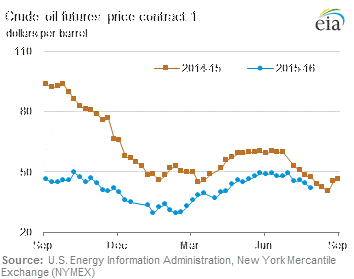 Crude oil futures price contract 1
dollars per barrel
eia
110
2014-15
2015-16
80
50
20
Sep
Dec
Mar
Jun
Sep
Source: U.S. Energy Information Administration, New York Mercantile
Exchange (NYMEX)